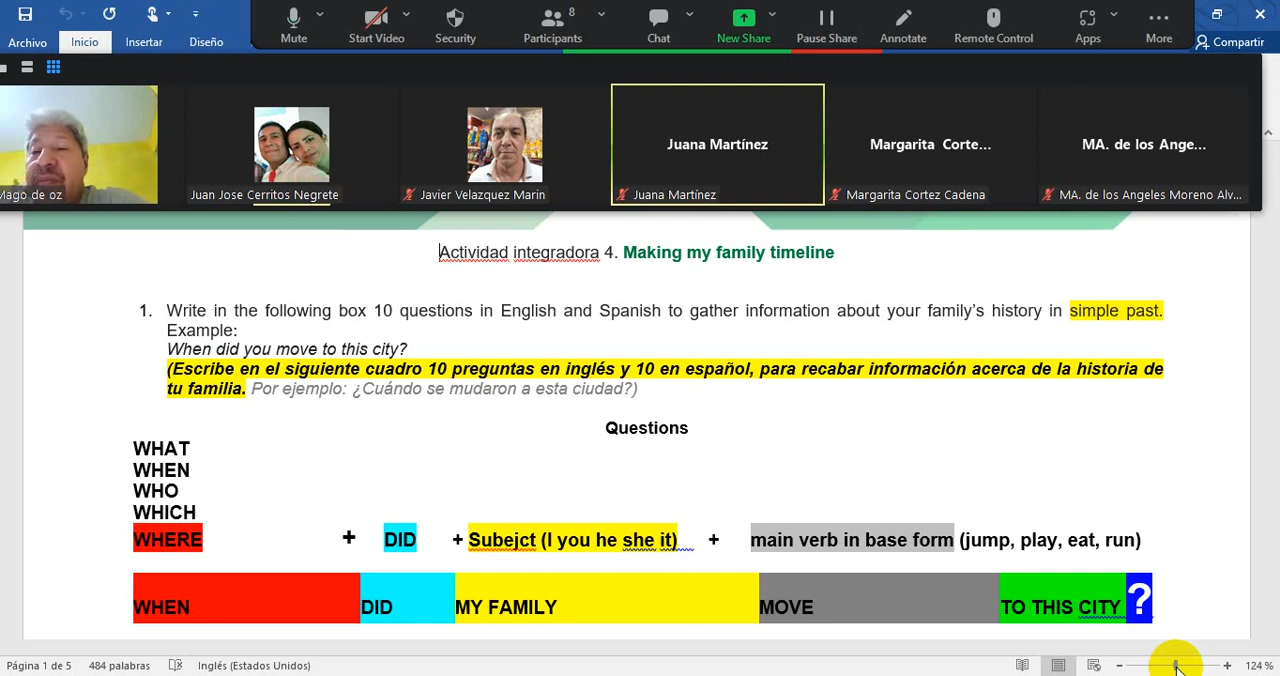 Archivo
Inicio
Insertar
Diseño
Mute
Start Video
Security
8
Participants
Chat
New Share
Pause Share
Annotate
Remote Control
Apps
More
Compartir
Mago de oz
Juan Jose Cerritos Negrete
Javier Velazquez Marin
Juana Martínez
Juana Martínez
Margarita Corte...
Margarita Cortez Cadena
MA. de los Ange...
MA. de los Angeles Moreno Alv...
Actividad integradora 4. Making my family timeline
1. Write in the following box 10 questions in English and Spanish to gather information about your family's history in simple past.
Example:
When did you move to this city?
(Escribe en el siguiente cuadro 10 preguntas en inglés y 10 en español, para recabar información acerca de la historia de
tu familia. Por ejemplo: ¿Cuándo se mudaron a esta ciudad?)
Questions
WHAT
WHEN
WHO
WHICH
WHERE + DID + Subejct (I you he she it) + main verb in base form (jump, play, eat, run)
WHEN DID MY FAMILY MOVE TO THIS CITY ?
Página 1 de 5 484 palabras Inglés (Estados Unidos) 124 %